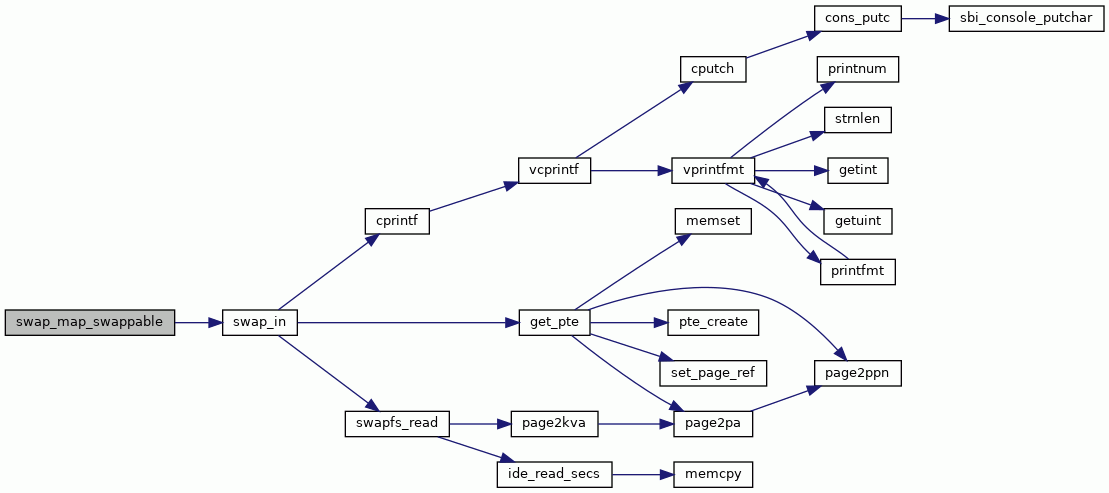 cons_putc
sbi_console_putchar
cputch
printnum
strnlen
vcprintf
vprintfmt
getint
cprintf
memset
getuint
printfmt
swap_map_swappable
swap_in
get_pte
pte_create
set_page_ref
page2ppn
swapfs_read
page2kva
page2pa
ide_read_secs
memcpy